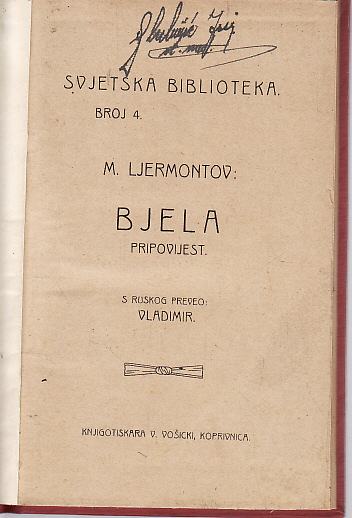 SVJETSKA BIBLIOTEKA.
BROJ 4.
M. LJERMONTOV:
BJELA
PRIPOVIJEST.
S RUSKOG PREVEO:
VLADIMIR.
KNJIGOTISKARA V. VOŠICKI, KOPRIVNICA.